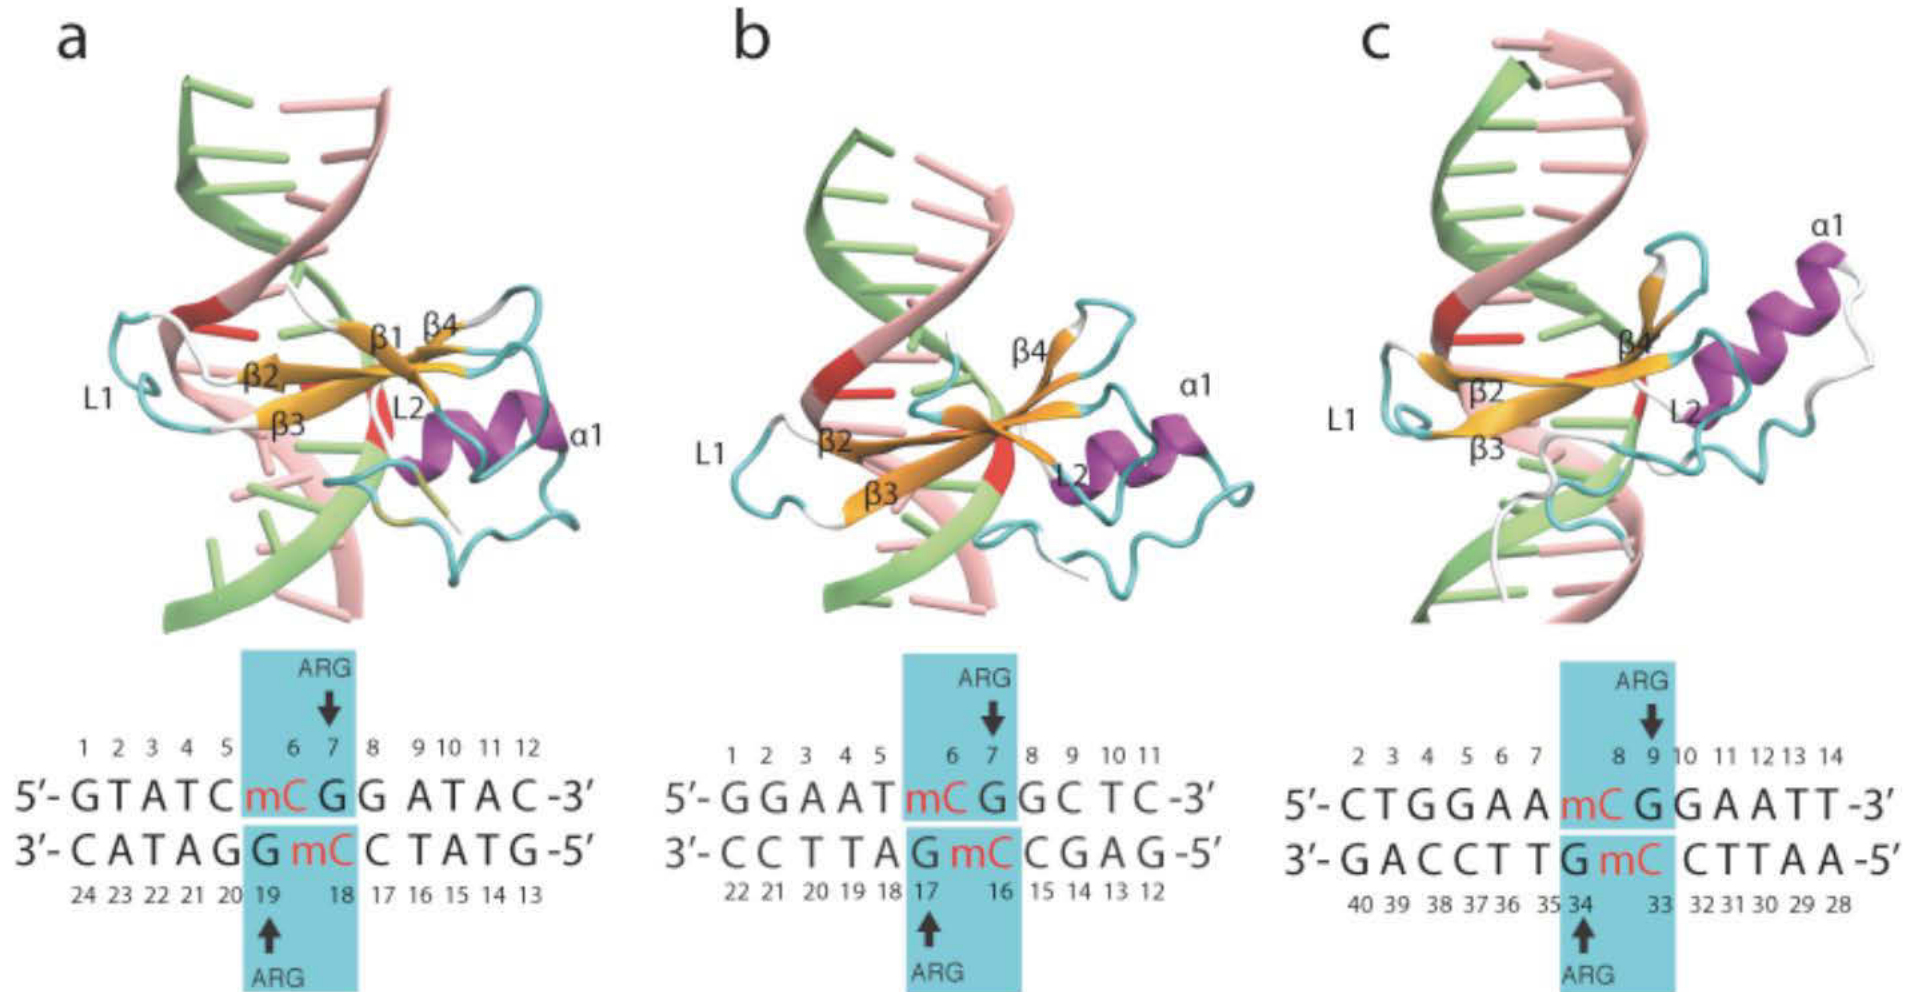 a
β1
β4
β2
L1
L2
β3
α1
ARG
1 2 3 4 5 6 7 8 9 10 11 12
5′- G T A T C mC G G A T A C -3′
3′- C A T A G G mC C T A T G -5′
24 23 22 21 20 19 18 17 16 15 14 13
ARG
b
β4
α1
β2
L1
L2
β3
ARG
1 2 3 4 5 6 7 8 9 10 11
5′- G G A A T mC G G C T C -3′
3′- C C T T A G mC C G A G -5′
22 21 20 19 18 17 16 15 14 13 12
ARG
c
α1
β4
β2
L1
L2
β3
ARG
2 3 4 5 6 7 8 9 10 11 12 13 14
5′- C T G G A A mC G G A A T T -3′
3′- G A C C T T G mC C T T A A -5′
40 39 38 37 36 35 34 33 32 31 30 29 28
ARG